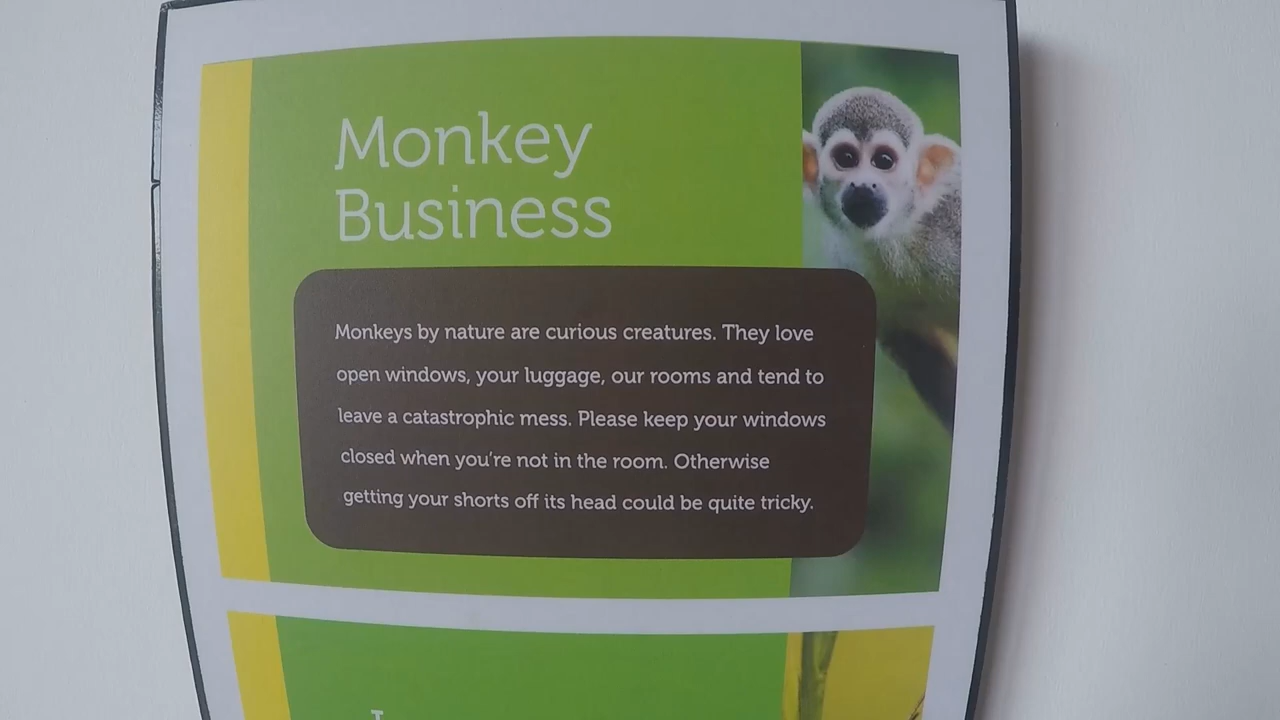 Monkey
Business
Monkeys by nature are curious creatures. They love
open windows, your luggage, our rooms and tend to
leave a catastrophic mess. Please keep your windows
closed when you're not in the room. Otherwise
getting your shorts off its head could be quite tricky.